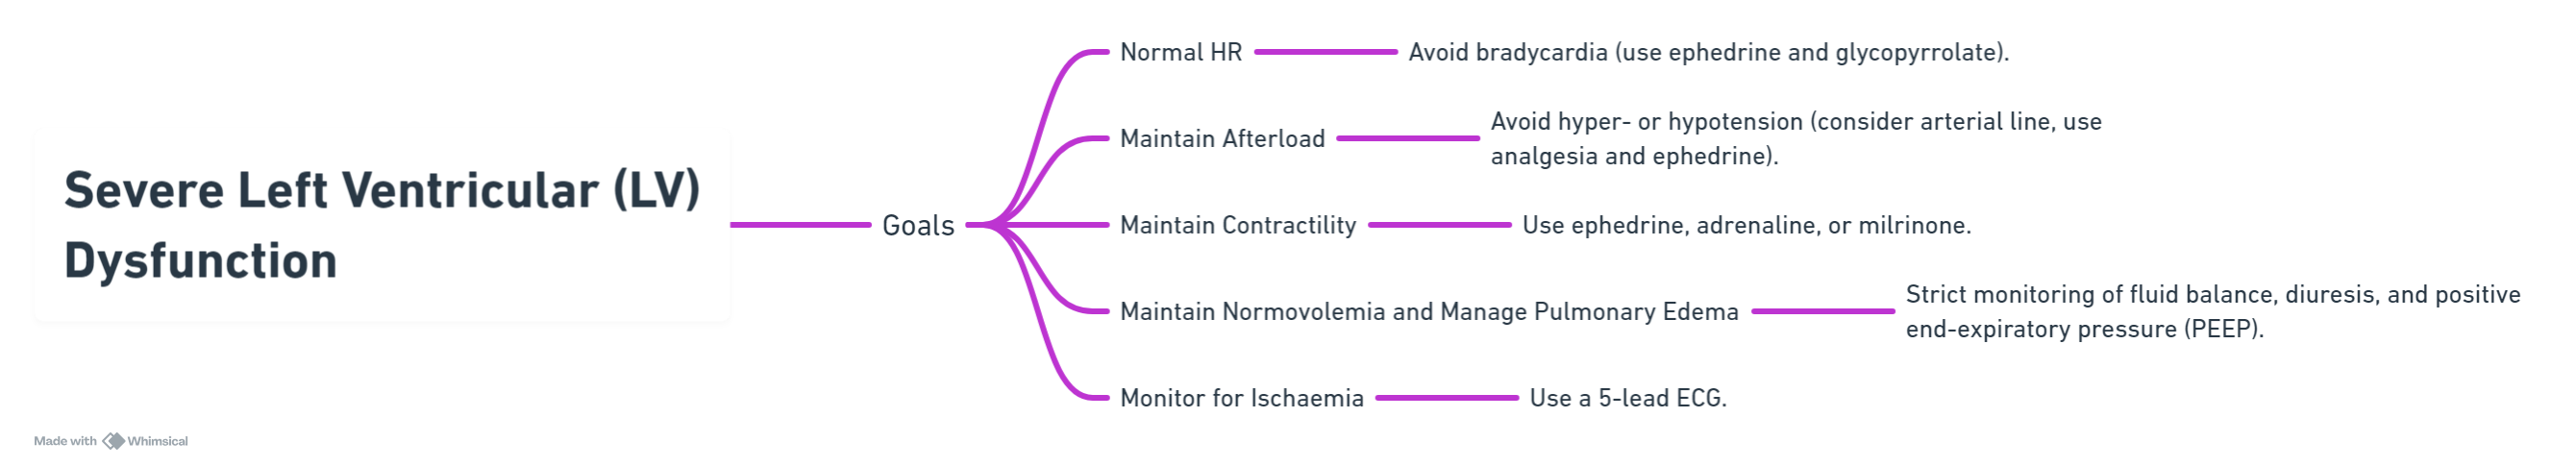 Severe Left Ventricular (LV)
Dysfunction
Goals
Normal HR
Avoid bradycardia (use ephedrine and glycopyrrolate).
Maintain Afterload
Avoid hyper- or hypotension (consider arterial line, use
analgesia and ephedrine).
Maintain Contractility
Use ephedrine, adrenaline, or milrinone.
Maintain Normovolemia and Manage Pulmonary Edema
Strict monitoring of fluid balance, diuresis, and positive
end-expiratory pressure (PEEP).
Monitor for Ischaemia
Use a 5-lead ECG.
Made with Whimsical